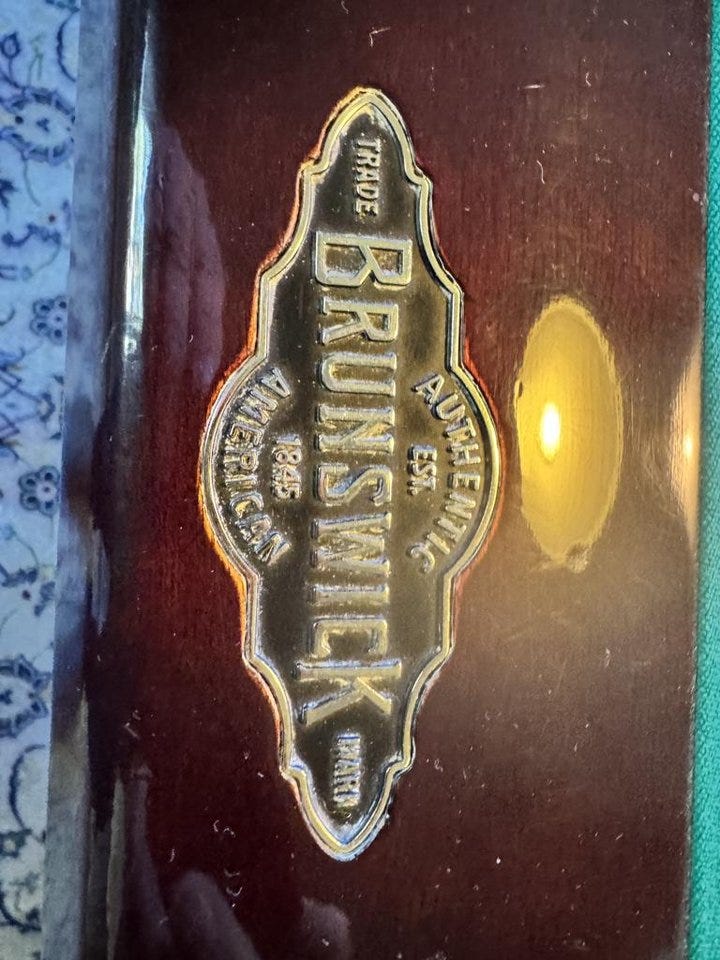 AUTHENTIC
EST.
TRADE BRUNSWICK MARK
1845
AMERICAN